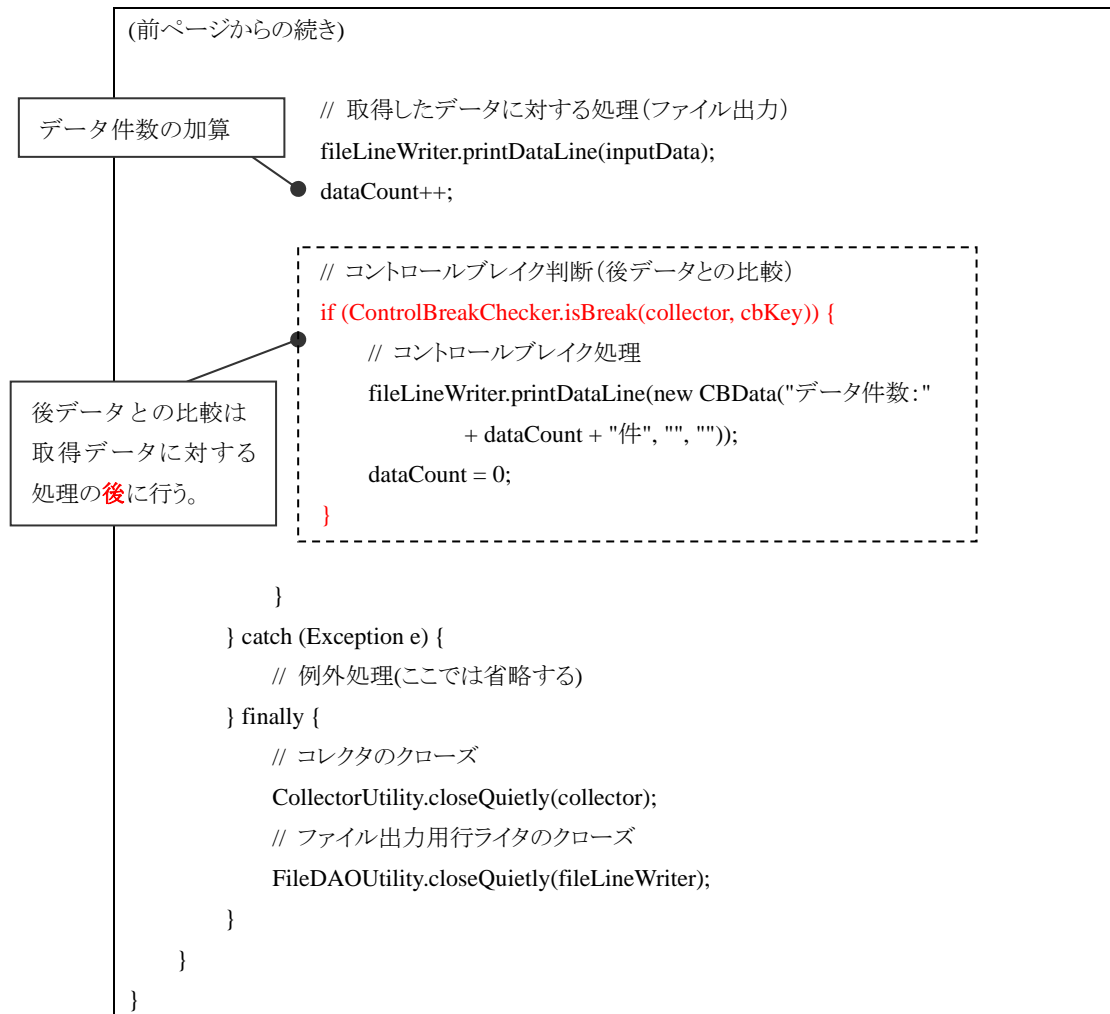 (前ページからの続き)
// 取得したデータに対する処理(ファイル出力)
データ件数の加算
fileLineWriter.printDataLine(inputData);
dataCount++;
// コントロールブレイク判断(後データとの比較)
if (ControlBreakChecker.isBreak(collector, cbKey)) {
// コントロールブレイク処理
fileLineWriter.printDataLine(new CBData("データ件数:"
+ dataCount + "件", "", ""));
dataCount = 0;
}
後データとの比較は
取得データに対する
処理の後に行う。
}
} catch (Exception e) {
// 例外処理(ここでは省略する)
} finally {
// コレクタのクローズ
CollectorUtility.closeQuietly(collector);
// ファイル出力用行ライタのクローズ
FileDAOUtility.closeQuietly(fileLineWriter);
}
}
}